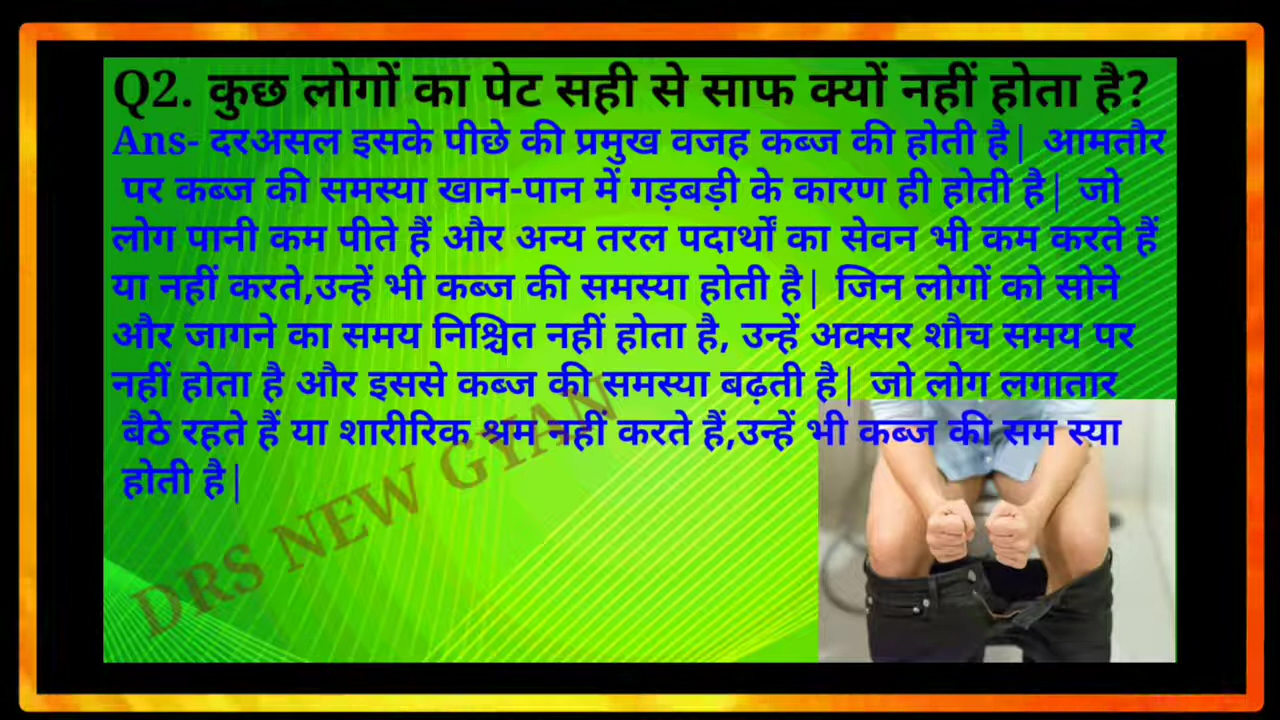 Q2. कुछ लोगों का पेट सही से साफ क्यों नहीं होता है?
Ans- दरअसल इसके पीछे की प्रमुख वजह कब्ज की होती है| आमतौर
पर कब्ज की समस्या खान-पान में गड़बड़ी के कारण ही होती है| जो
लोग पानी कम पीते हैं और अन्य तरल पदार्थों का सेवन भी कम करते हैं
या नहीं करते,उन्हें भी कब्ज की समस्या होती है| जिन लोगों को सोने
और जागने का समय निश्चित नहीं होता है, उन्हें अक्सर शौच समय पर
नहीं होता है और इससे कब्ज की समस्या बढ़ती है| जो लोग लगातार
बैठे रहते हैं या शारीरिक श्रम नहीं करते हैं,उन्हें भी कब्ज की सम स्या
होती है|
DRS NEW GYAN